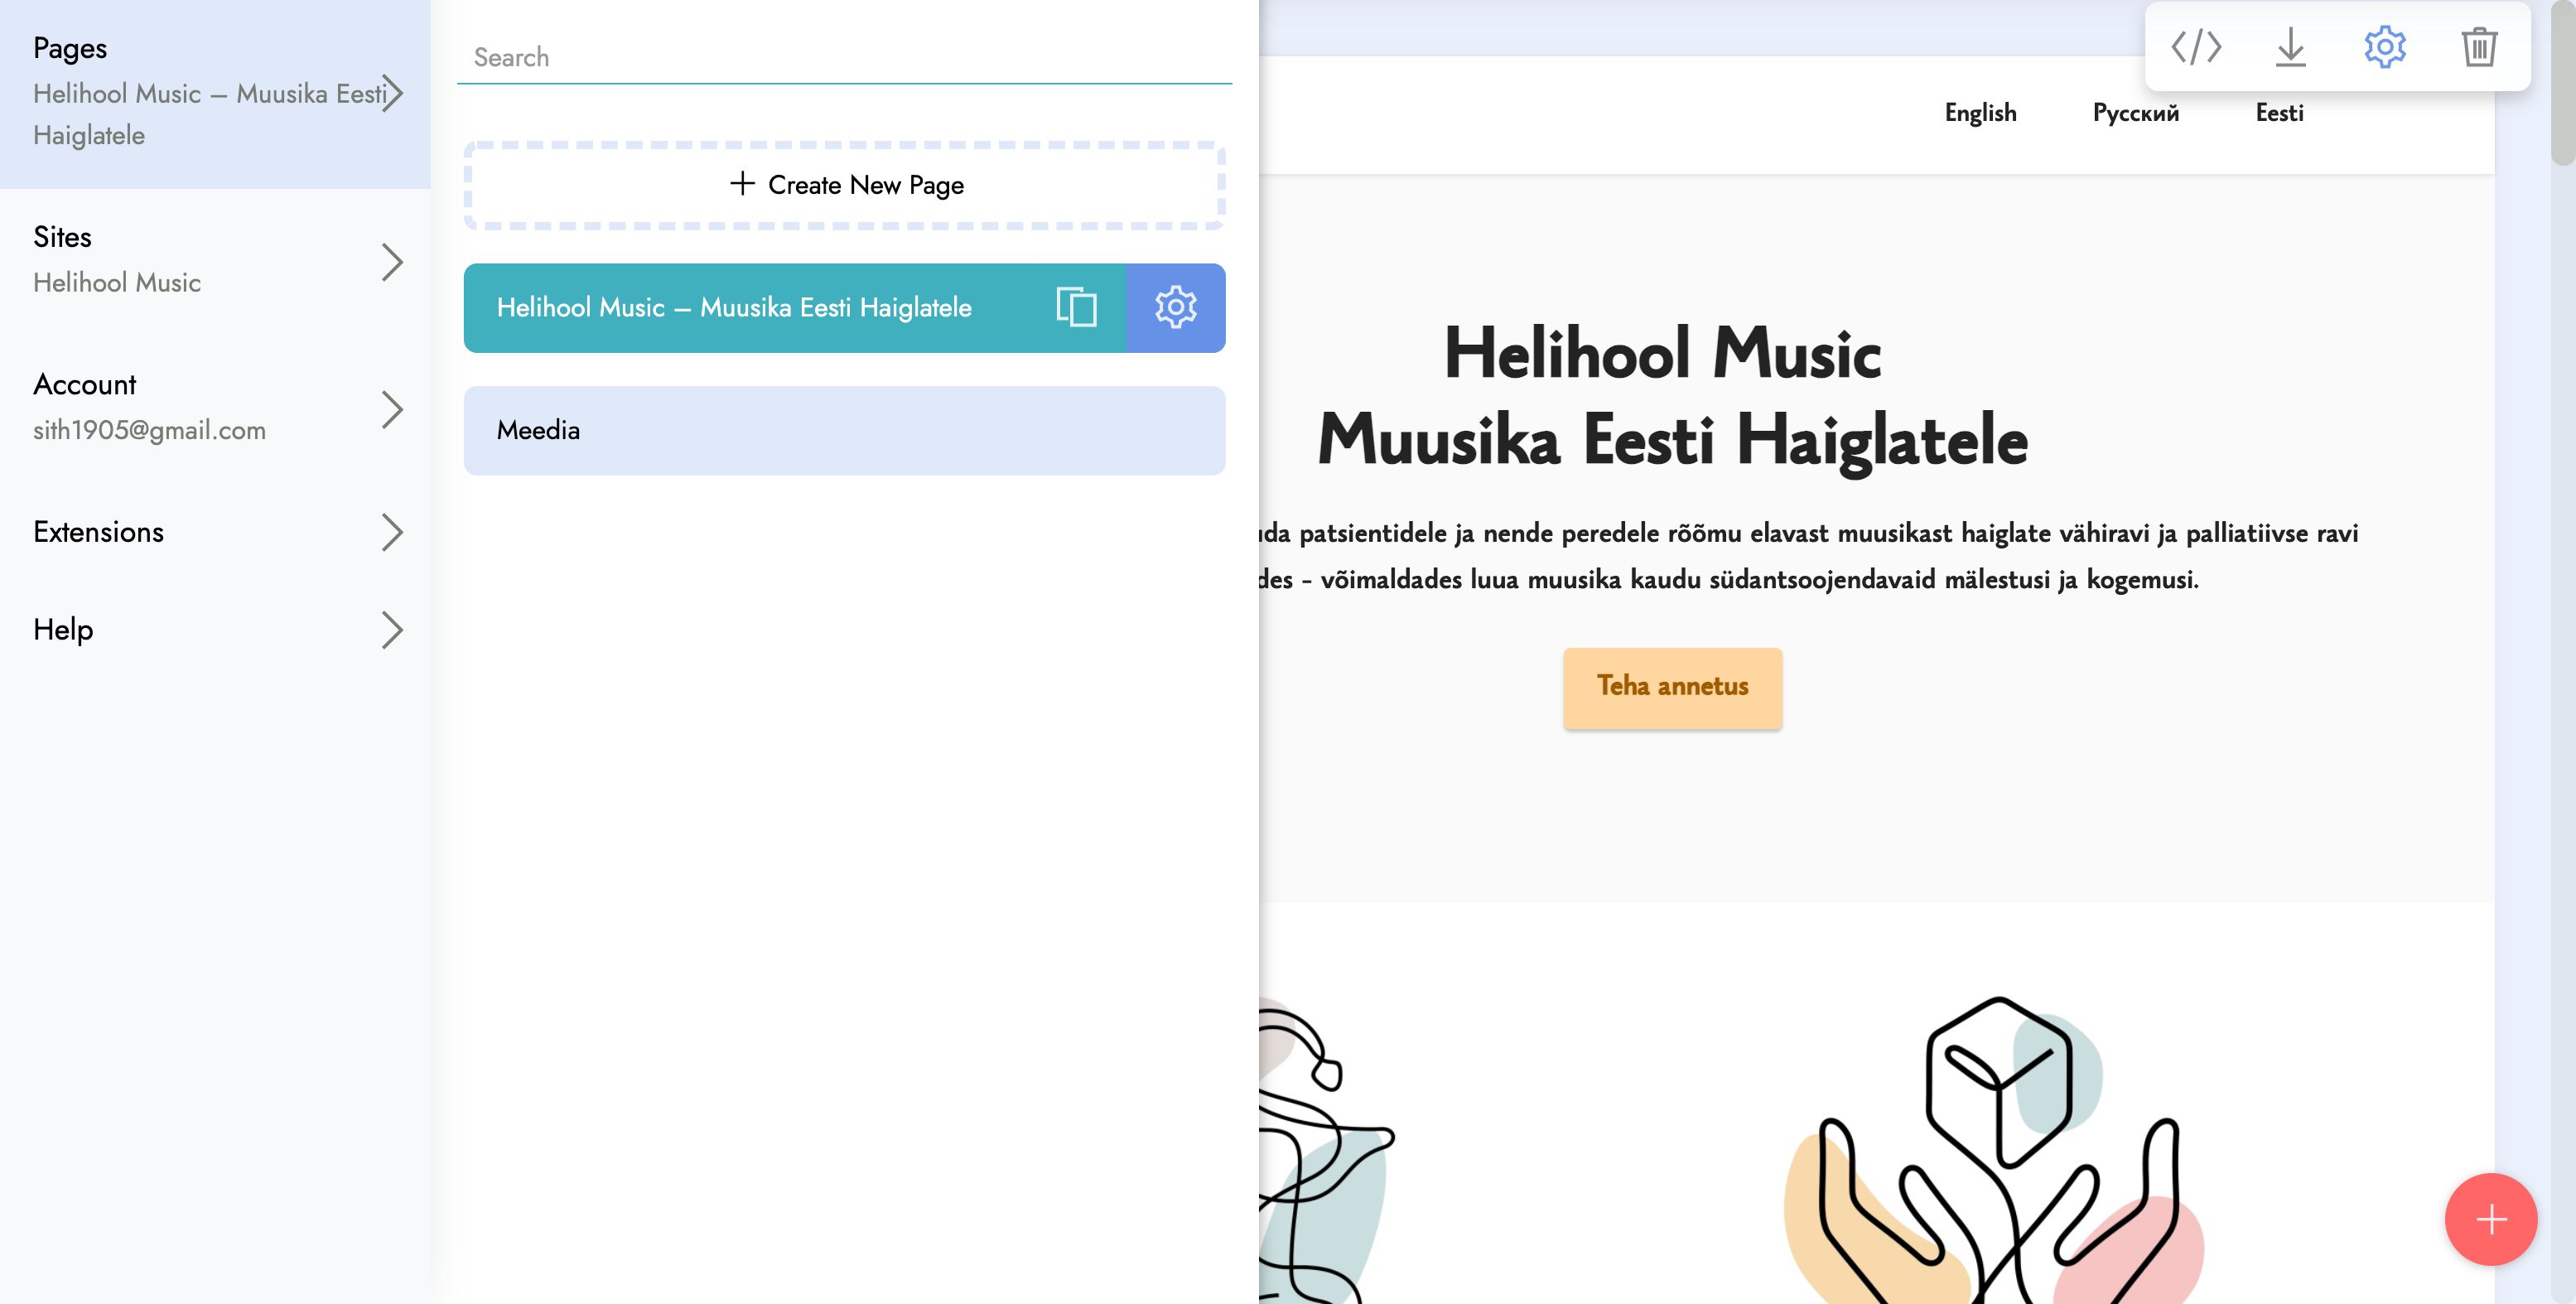 Pages
Helihool Music – Muusika Eesti
Haiglatele
Sites
Helihool Music
Account
sith1905@gmail.com
Extensions
Help
Search
+ Create New Page
Helihool Music – Muusika Eesti Haiglatele
Meedia
English Русский Eesti
Helihool Music
Muusika Eesti Haiglatele
patsientidele ja nende peredele rõõmu elavast muusikast haiglate vähiravi ja palliatiivse ravi
– võimaldades luua muusika kaudu südantsoojendavaid mälestusi ja kogemusi.
Teha annetus